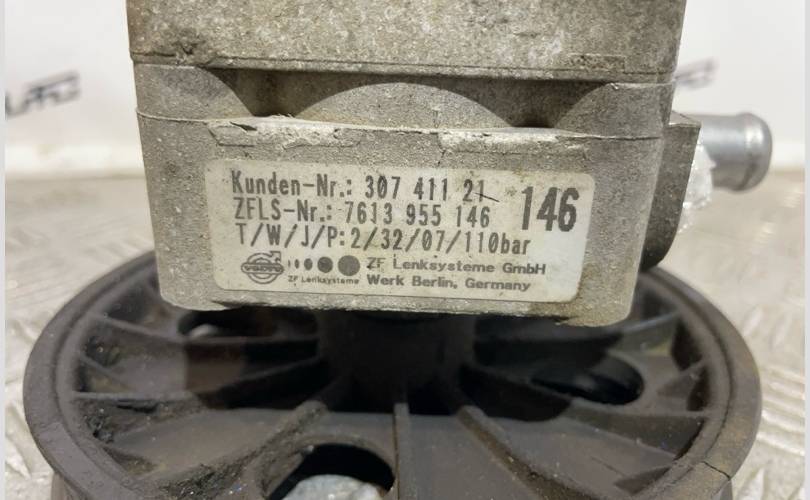 Kunden-Nr.: 307 411 21
146
ZFLS-Nr.: 7613 955 146
T/W/J/P:2/32/07/110bar
VOLVO
ZF Lenksysteme GmbH
ZF Lenksysteme
Werk Berlin, Germany